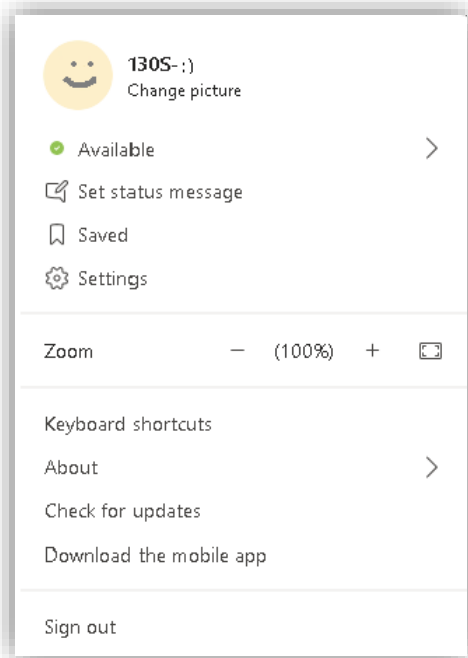 130S-:)
Change picture
Available
Set status message
Saved
Settings
Zoom − (100%) +
Keyboard shortcuts
About
Check for updates
Download the mobile app
Sign out